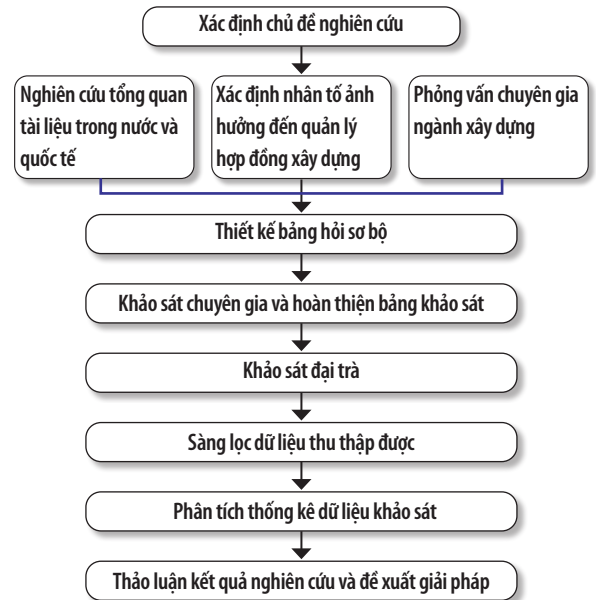 Xác định chủ đề nghiên cứu
Nghiên cứu tổng quan
tài liệu trong nước và
quốc tế
Xác định nhân tố ảnh
hưởng đến quản lý
hợp đồng xây dựng
Phỏng vấn chuyên gia
ngành xây dựng
Thiết kế bảng hỏi sơ bộ
Khảo sát chuyên gia và hoàn thiện bảng khảo sát
Khảo sát đại trà
Sàng lọc dữ liệu thu thập được
Phân tích thống kê dữ liệu khảo sát
Thảo luận kết quả nghiên cứu và đề xuất giải pháp